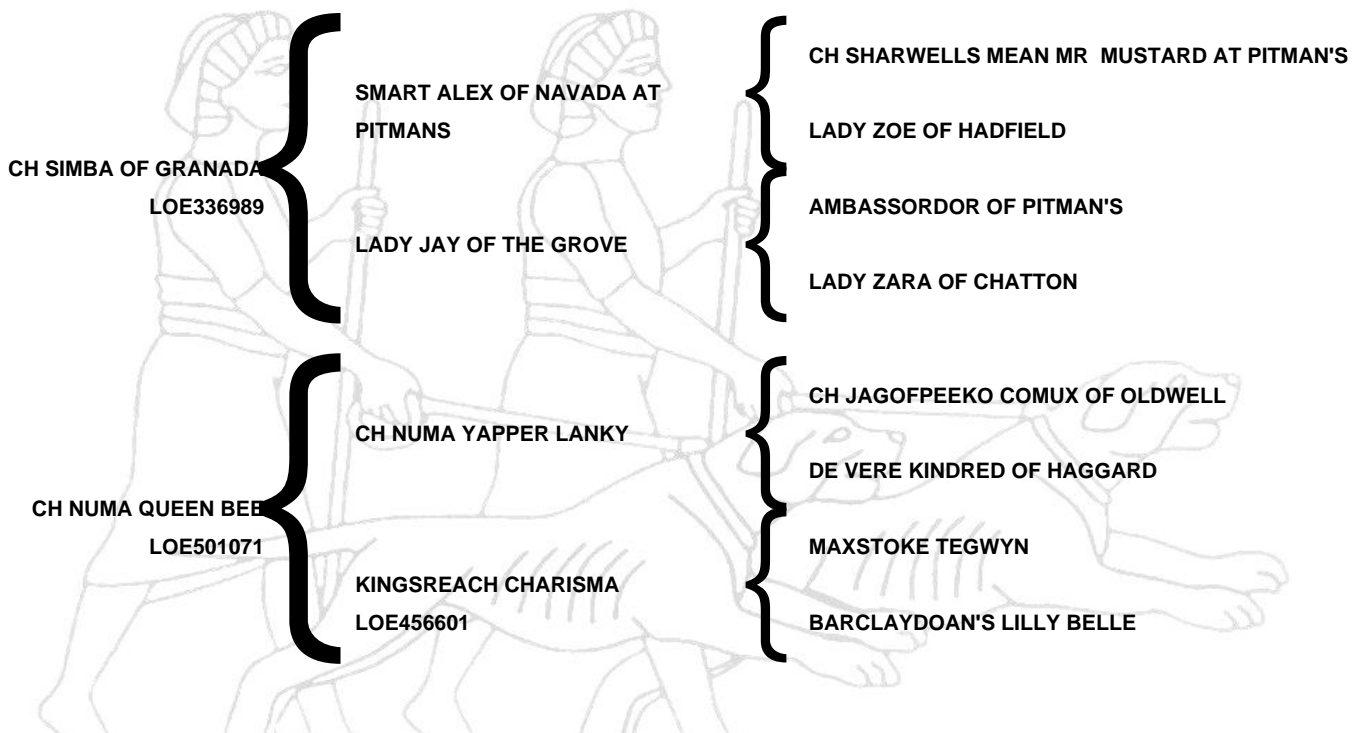 CH SHARWELLS MEAN MR  MUSTARD AT PITMAN'S
SMART ALEX OF NAVADA AT
PITMANS
LADY ZOE OF HADFIELD
CH SIMBA OF GRANADA
LOE336989
AMBASSORDOR OF PITMAN'S
LADY JAY OF THE GROVE
LADY ZARA OF CHATTON
CH JAGOFPEEKO COMUX OF OLDWELL
CH NUMA YAPPER LANKY
DE VERE KINDRED OF HAGGARD
CH NUMA QUEEN BEE
LOE501071
MAXSTOKE TEGWYN
KINGSREACH CHARISMA
LOE456601
BARCLAYDOAN'S LILLY BELLE